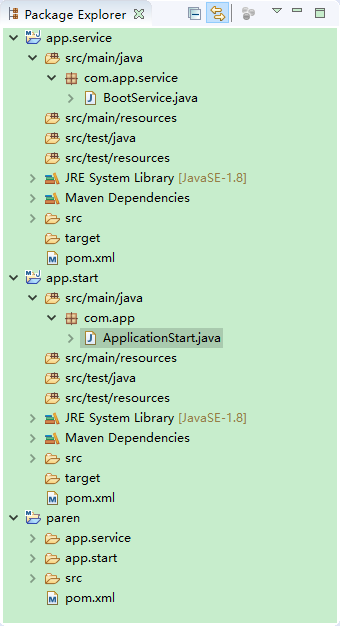 Package Explorer
app.service
src/main/java
com.app.service
BootService.java
src/main/resources
src/test/java
src/test/resources
JRE System Library [JavaSE-1.8]
Maven Dependencies
src
target
pom.xml
app.start
src/main/java
com.app
ApplicationStart.java
src/main/resources
src/test/java
src/test/resources
JRE System Library [JavaSE-1.8]
Maven Dependencies
src
target
pom.xml
paren
app.service
app.start
src
pom.xml